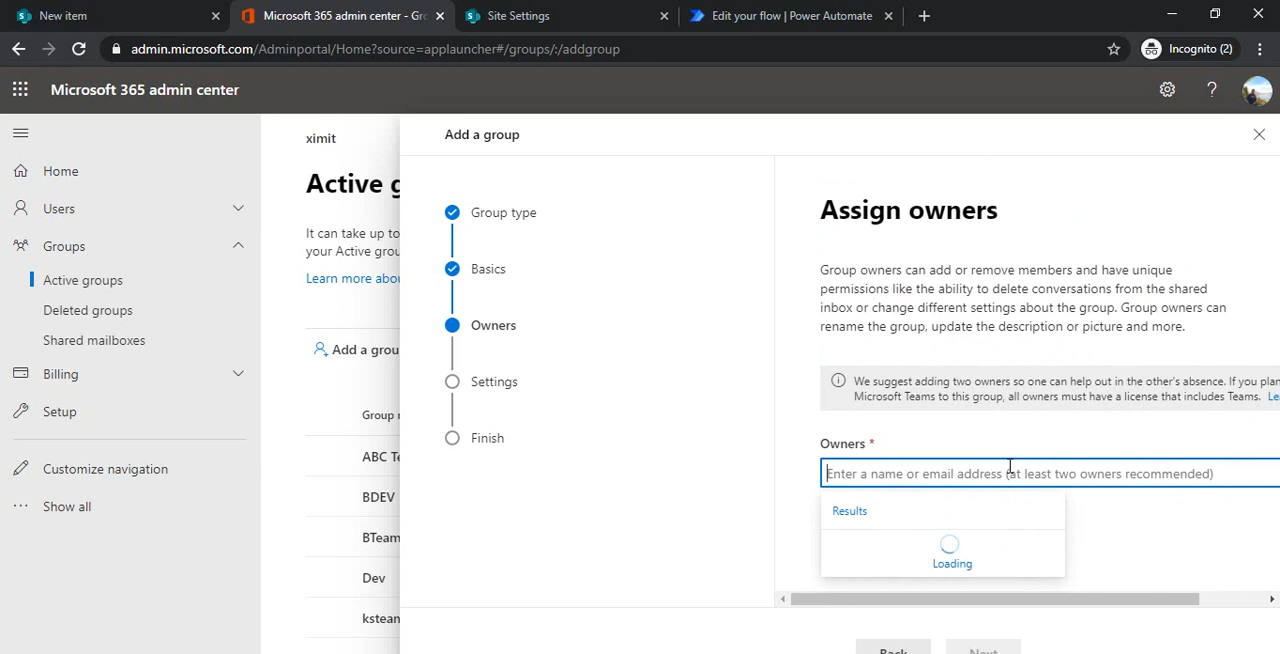 New item
Microsoft 365 admin center - Gr
Site Settings
Edit your flow | Power Automate
admin.microsoft.com/Adminportal/Home?source=applauncher#/groups/:/addgroup
Incognito (2)
Microsoft 365 admin center
Home
Users
Groups
Active groups
Deleted groups
Shared mailboxes
Billing
Setup
Customize navigation
Show all
ximit
Active g
It can take up to
your Active grou
Learn more abou
Add a grou
Group n
ABC Te
BDEV
BTeam
Dev
ksteam
Add a group
Group type
Basics
Owners
Settings
Finish
Assign owners
Group owners can add or remove members and have unique
permissions like the ability to delete conversations from the shared
inbox or change different settings about the group. Group owners can
rename the group, update the description or picture and more.
We suggest adding two owners so one can help out in the other's absence. If you plan
Microsoft Teams to this group, all owners must have a license that includes Teams. Le
Owners *
Enter a name or email address (at least two owners recommended)
Results
Loading
Back
Next